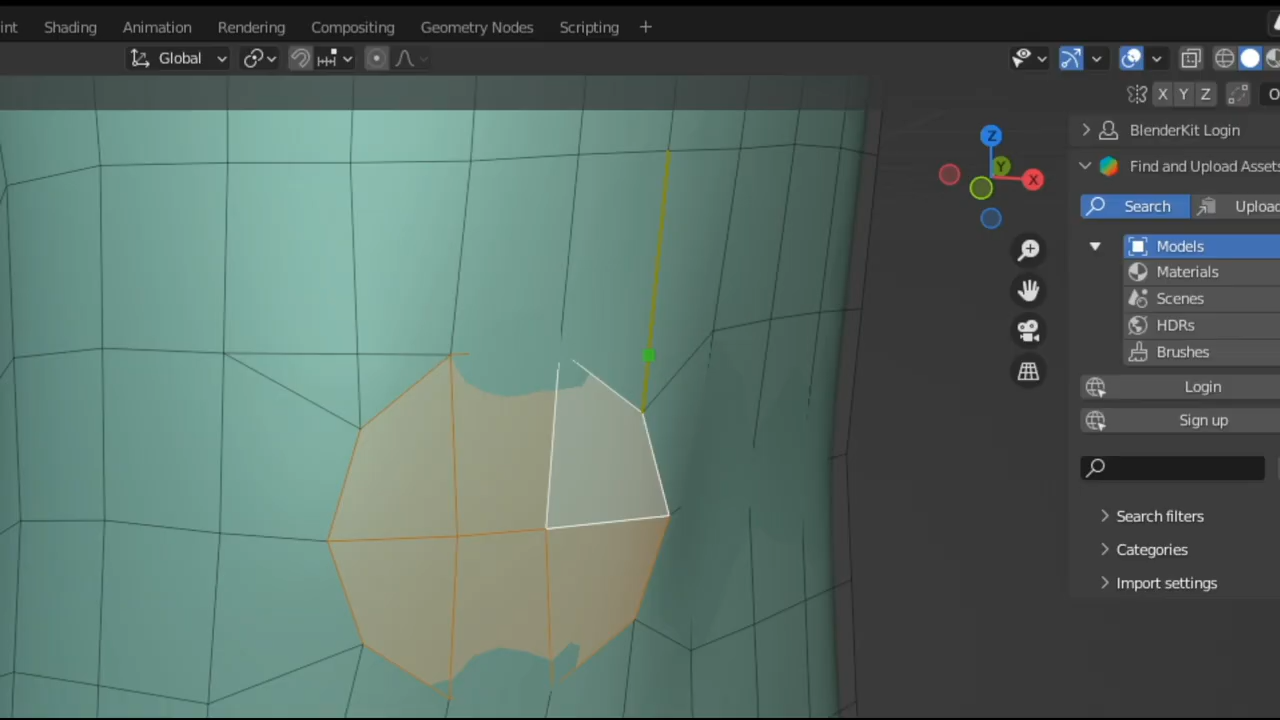 int Shading Animation Rendering Compositing Geometry Nodes Scripting +
Global
X Y Z O
BlenderKit Login
Find and Upload Assets
Search Upload
Models
Materials
Scenes
HDRs
Brushes
Login
Sign up
Search filters
Categories
Import settings
Z
Y
X